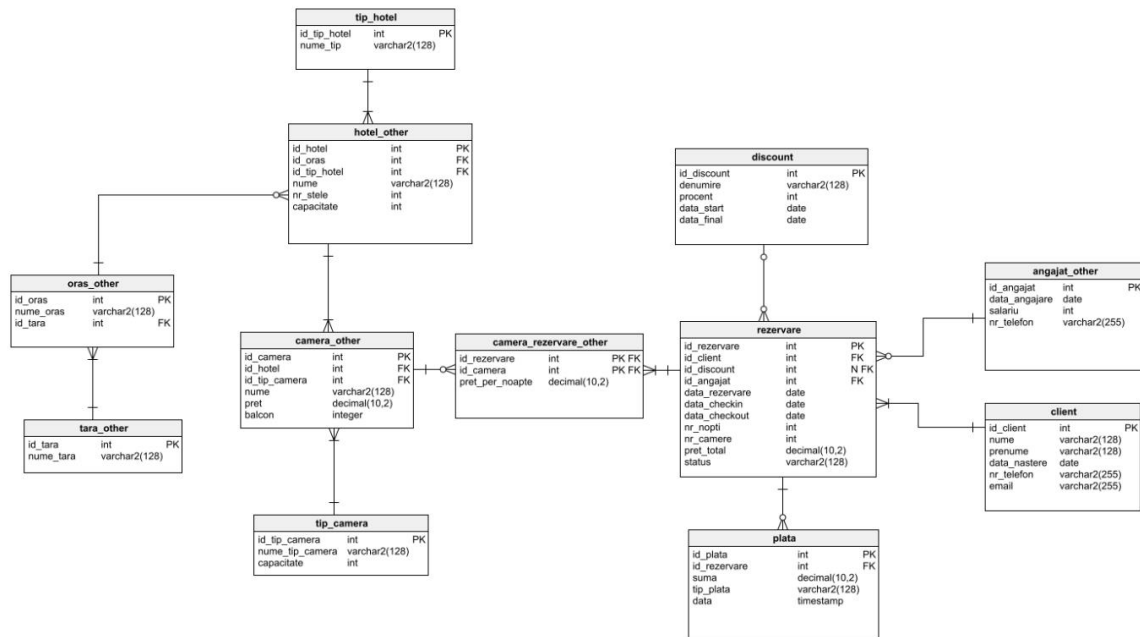 tip_hotel
id_tip_hotel int PK
nume_tip varchar2(128)
hotel_other
id_hotel int PK
id_oras int FK
id_tip_hotel int FK
nume varchar2(128)
nr_stele int
capacitate int
discount
id_discount int PK
denumire varchar2(128)
procent int
data_start date
data_final date
oras_other
id_oras int PK
nume_oras varchar2(128)
id_tara int FK
angajat_other
id_angajat int PK
data_angajare date
salariu int
nr_telefon varchar2(255)
camera_other
id_camera int PK
id_hotel int FK
id_tip_camera int FK
nume varchar2(128)
pret decimal(10,2)
balcon integer
camera_rezervare_other
id_rezervare int PK FK
id_camera int PK FK
pret_per_noapte decimal(10,2)
rezervare
id_rezervare int PK
id_client int FK
id_discount int N FK
id_angajat int FK
data_rezervare date
data_checkin date
data_checkout date
nr_nopti int
nr_camere int
pret_total decimal(10,2)
status varchar2(128)
tara_other
id_tara int PK
nume_tara varchar2(128)
client
id_client int PK
nume varchar2(128)
prenume varchar2(128)
data_nastere date
nr_telefon varchar2(255)
email varchar2(255)
tip_camera
id_tip_camera int PK
nume_tip_camera varchar2(128)
capacitate int
plata
id_plata int PK
id_rezervare int FK
suma decimal(10,2)
tip_plata varchar2(128)
data timestamp